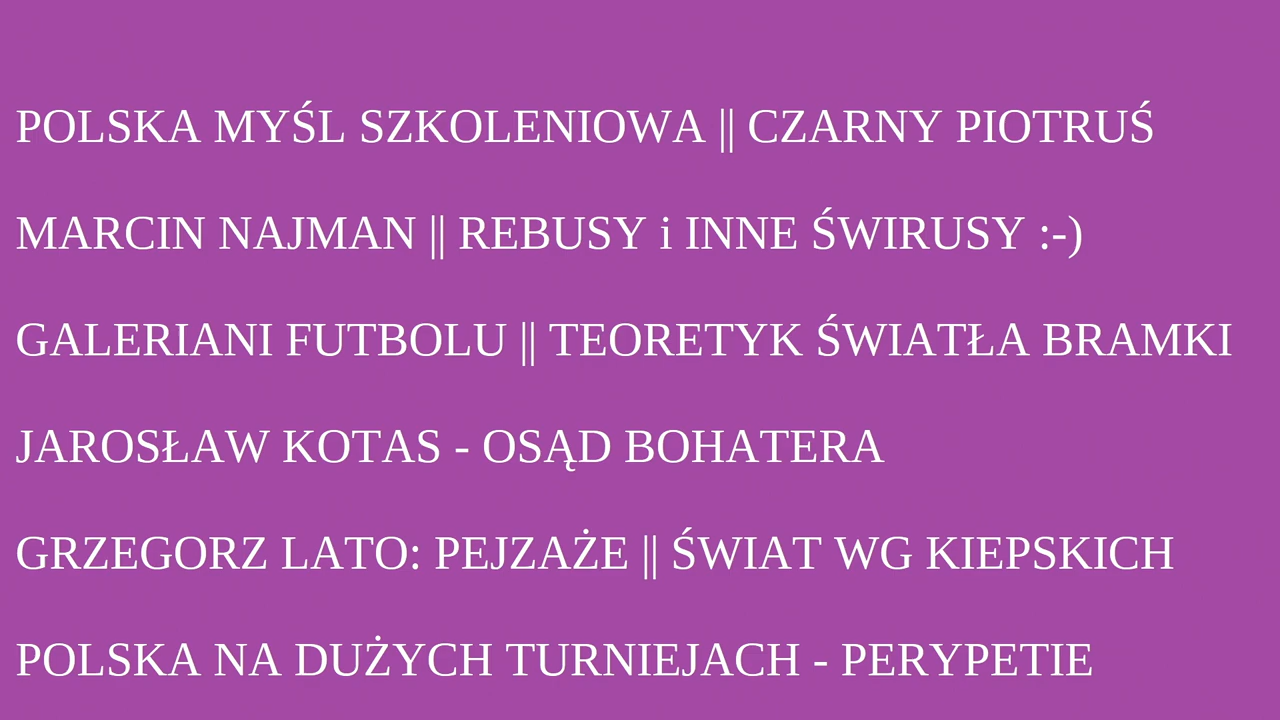 POLSKA MYŚL SZKOLENIOWA || CZARNY PIOTRUŚ
MARCIN NAJMAN || REBUSY i INNE ŚWIRUSY :-)
GALERIANI FUTBOLU || TEORETYK ŚWIATŁA BRAMKI
JAROSŁAW KOTAS - OSĄD BOHATERA
GRZEGORZ LATO: PEJZAŻE || ŚWIAT WG KIEPSKICH
POLSKA NA DUŻYCH TURNIEJACH - PERYPETIE